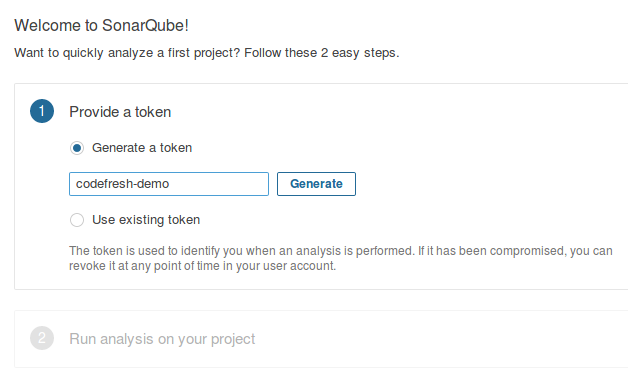 Welcome to SonarQube!
Want to quickly analyze a first project? Follow these 2 easy steps.
1 Provide a token
Generate a token
codefresh-demo Generate
Use existing token
The token is used to identify you when an analysis is performed. If it has been compromised, you can
revoke it at any point of time in your user account.
2 Run analysis on your project